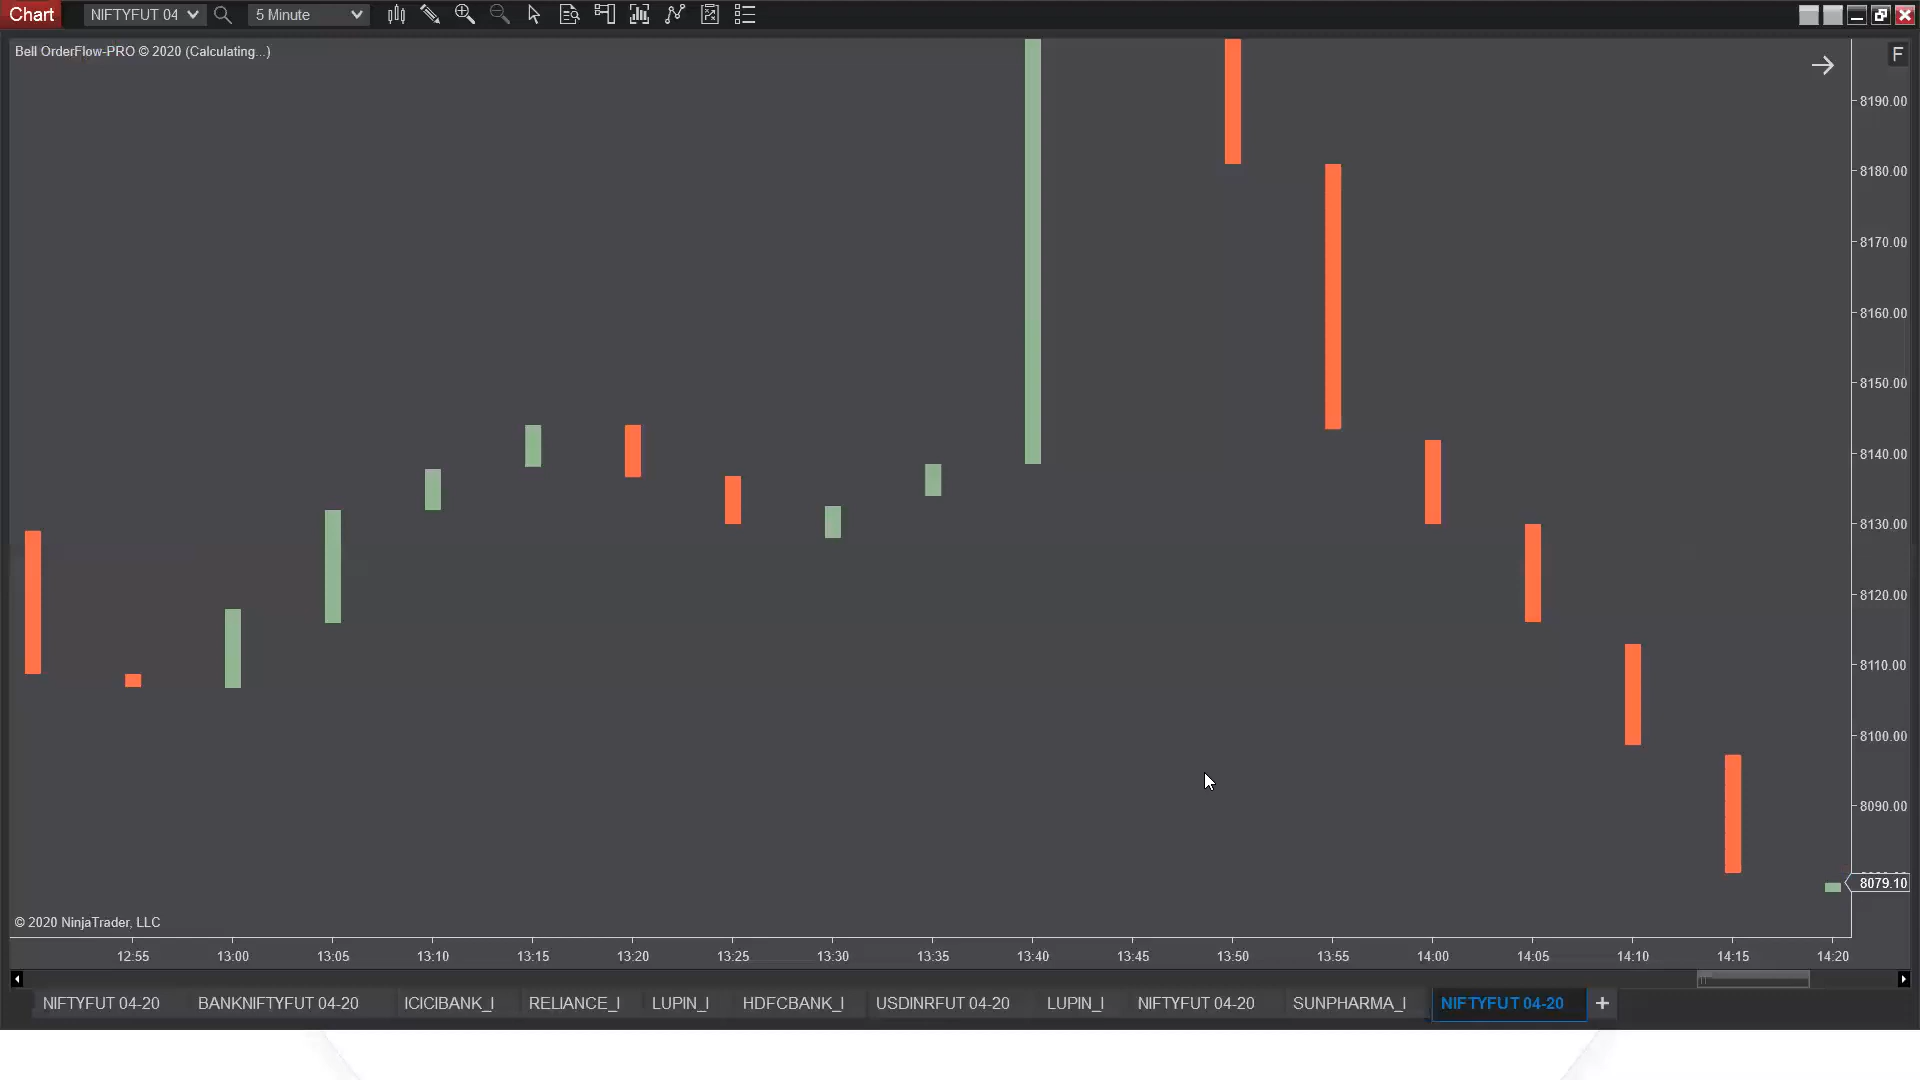 Chart NIFTYFUT 04 5 Minute
Bell OrderFlow-PRO © 2020 (Calculating...)
F
8190.00
8180.00
8170.00
8160.00
8150.00
8140.00
8130.00
8120.00
8110.00
8100.00
8090.00
8079.10
© 2020 NinjaTrader, LLC
12:55 13:00 13:05 13:10 13:15 13:20 13:25 13:30 13:35 13:40 13:45 13:50 13:55 14:00 14:05 14:10 14:15 14:20
NIFTYFUT 04-20 BANKNIFTYFUT 04-20 ICICIBANK_I RELIANCE_I LUPIN_I HDFCBANK_I USDINRFUT 04-20 LUPIN_I NIFTYFUT 04-20 SUNPHARMA_I NIFTYFUT 04-20 +